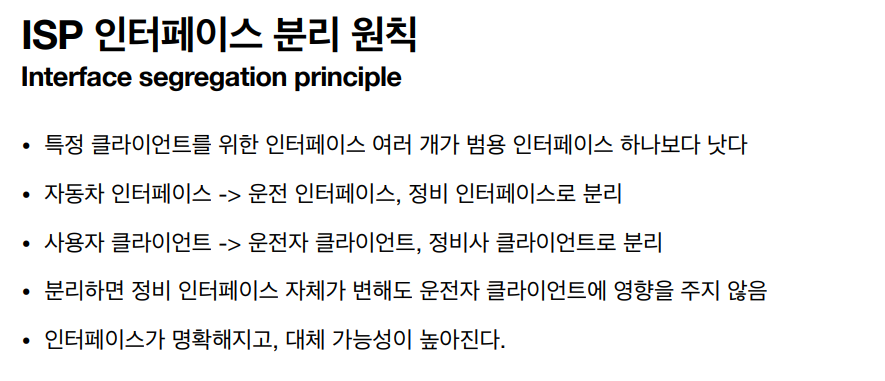 ISP 인터페이스 분리 원칙
Interface segregation principle
• 특정 클라이언트를 위한 인터페이스 여러 개가 범용 인터페이스 하나보다 낫다
• 자동차 인터페이스 -> 운전 인터페이스, 정비 인터페이스로 분리
• 사용자 클라이언트 -> 운전자 클라이언트, 정비사 클라이언트로 분리
• 분리하면 정비 인터페이스 자체가 변해도 운전자 클라이언트에 영향을 주지 않음
• 인터페이스가 명확해지고, 대체 가능성이 높아진다.